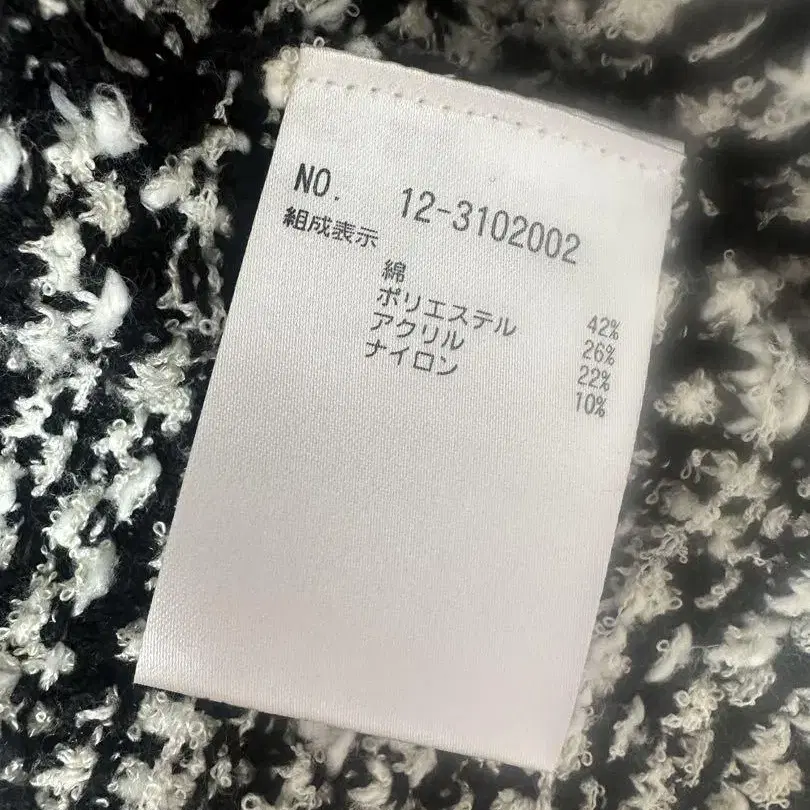 NO. 12-3102002
組成表示
綿 42%
ポリエステル 26%
アクリル 22%
ナイロン 10%